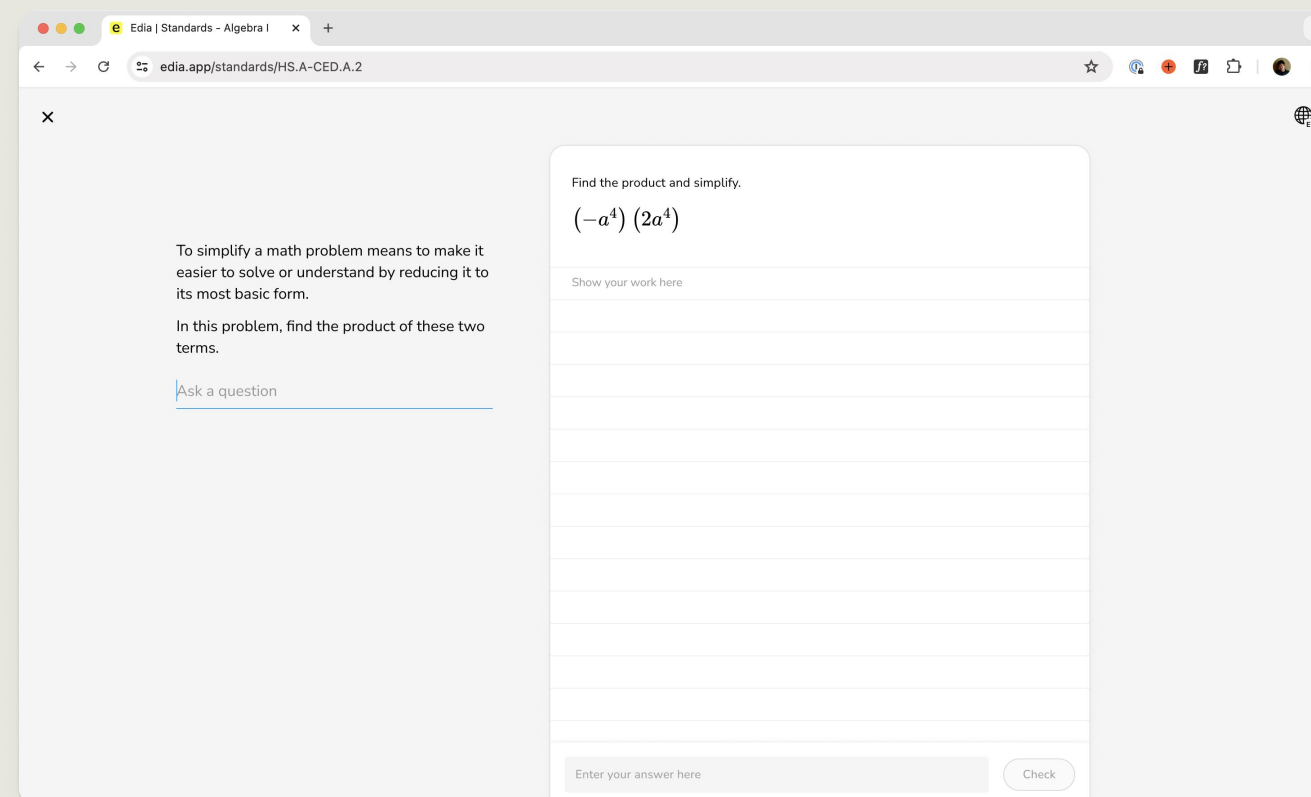 Edia | Standards - Algebra I
edia.app/standards/HS.A-CED.A.2
To simplify a math problem means to make it
easier to solve or understand by reducing it to
its most basic form.
In this problem, find the product of these two
terms.
Ask a question
Find the product and simplify.
(−a⁴) (2a⁴)
Show your work here
Enter your answer here
Check